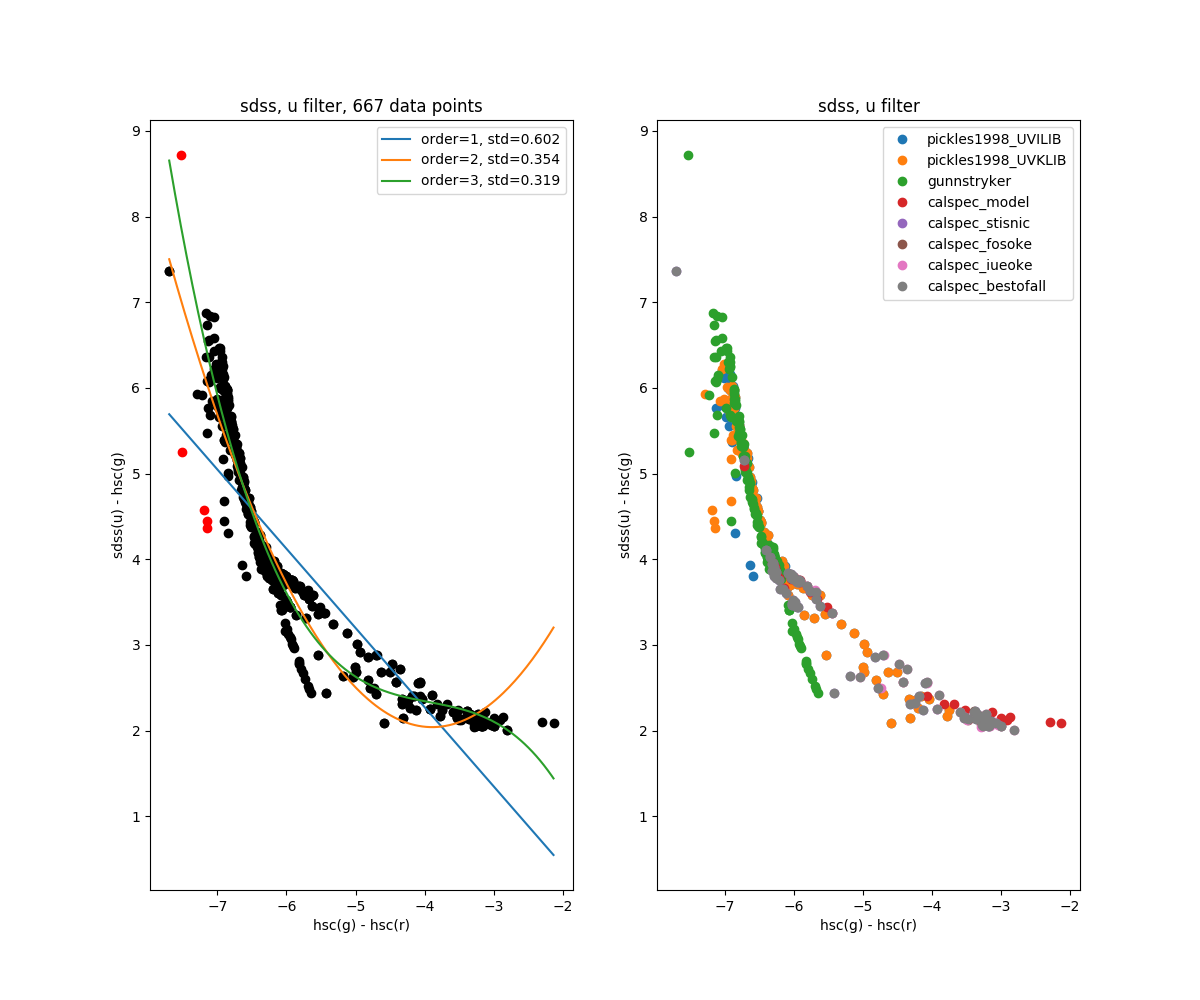 sdss, u filter, 667 data points
order=1, std=0.602
order=2, std=0.354
order=3, std=0.319
9
8
7
6
5
4
3
2
1
sdss(u) - hsc(g)
−7
−6
−5
−4
−3
−2
hsc(g) - hsc(r)
sdss, u filter
pickles1998_UVILIB
pickles1998_UVKLIB
gunnstryker
calspec_model
calspec_stisnic
calspec_fosoke
calspec_iueoke
calspec_bestofall
9
8
7
6
5
4
3
2
1
sdss(u) - hsc(g)
−7
−6
−5
−4
−3
−2
hsc(g) - hsc(r)